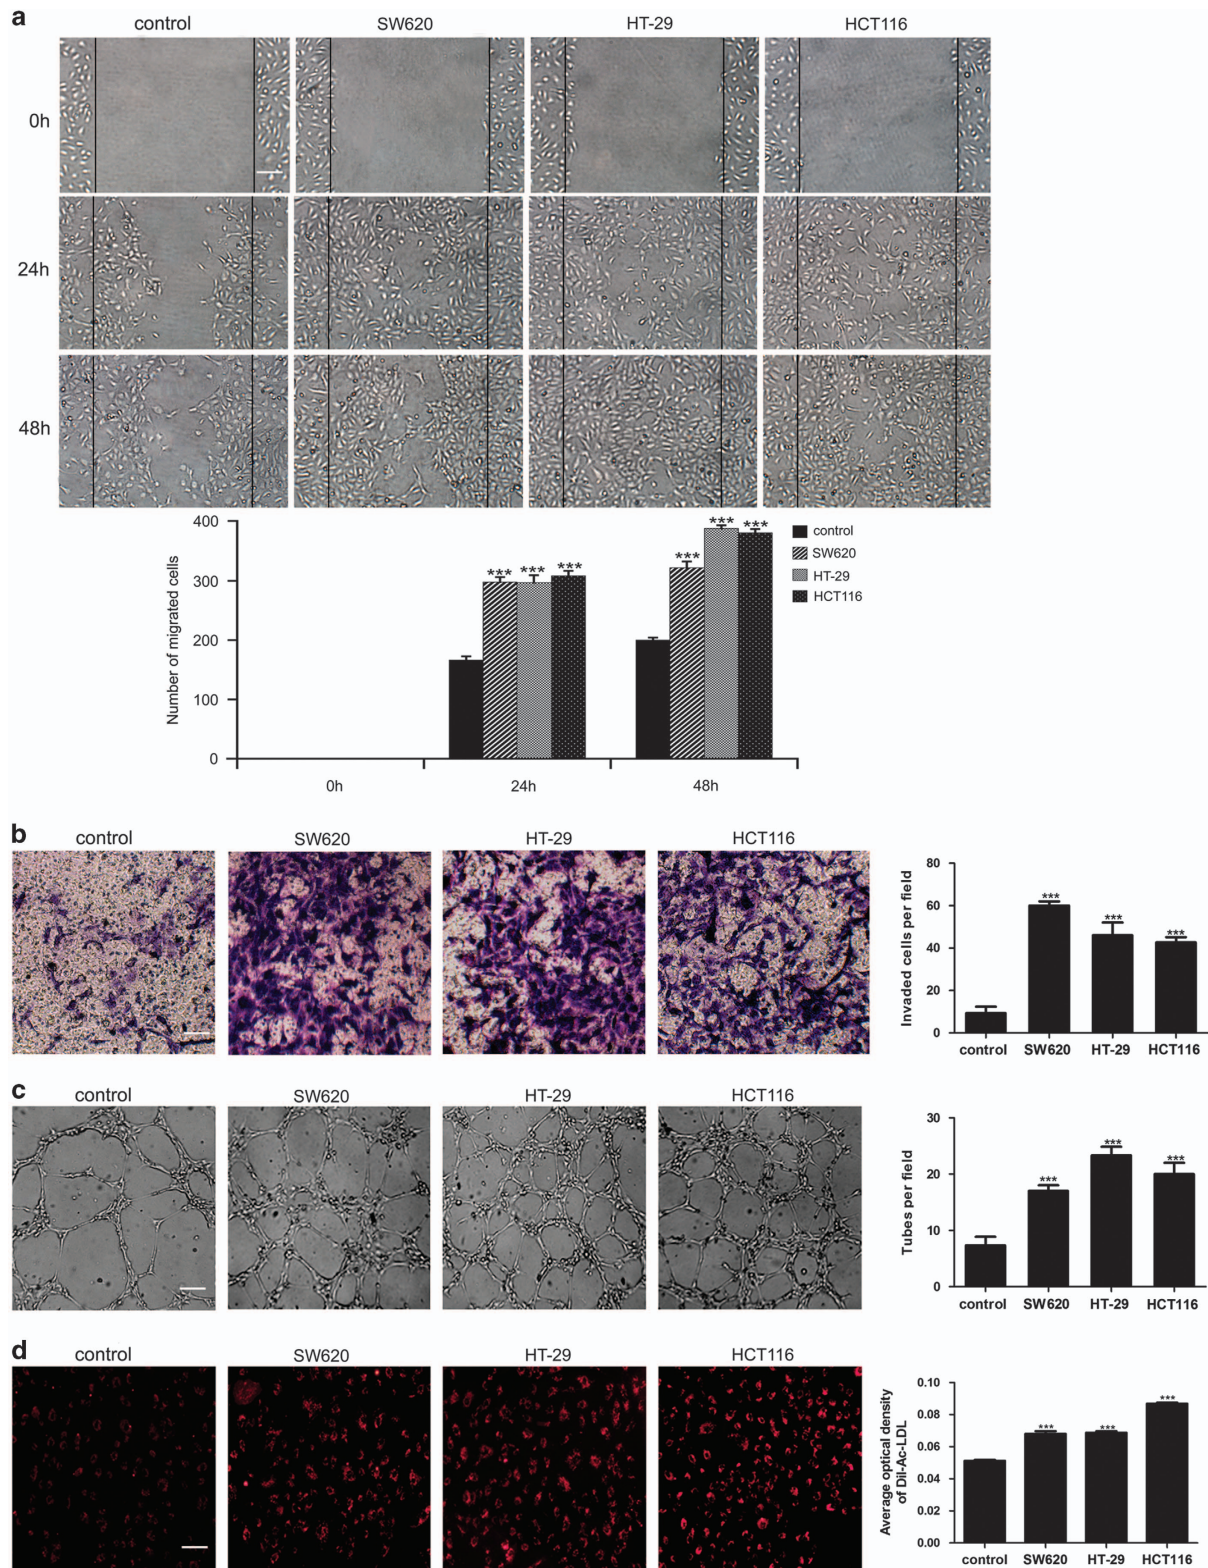 a
control SW620 HT-29 HCT116
0h
24h
48h
400
300
200
100
0
Number of migrated cells
*** *** ***
*** *** ***
0h 24h 48h
control
SW620
HT-29
HCT116
b
control SW620 HT-29 HCT116
Invaded cells per field
80
60
40
20
0
*** *** ***
control SW620 HT-29 HCT116
c
control SW620 HT-29 HCT116
Tubes per field
30
20
10
0
*** *** ***
control SW620 HT-29 HCT116
d
control SW620 HT-29 HCT116
Average optical density
of Dil-Ac-LDL
0.10
0.08
0.06
0.04
0.02
0.00
*** *** ***
control SW620 HT-29 HCT116